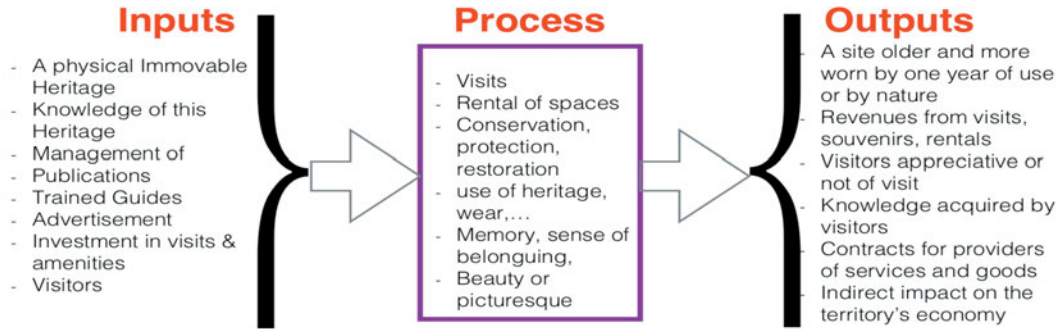 Inputs
- A physical Immovable
Heritage
- Knowledge of this
Heritage
- Management of
- Publications
- Trained Guides
- Advertisement
- Investment in visits &
amenities
- Visitors
Process
- Visits
- Rental of spaces
- Conservation,
protection,
restoration
- use of heritage,
wear,...
- Memory, sense of
belonguing,
- Beauty or
picturesque
Outputs
- A site older and more
worn by one year of use
or by nature
- Revenues from visits,
souvenirs, rentals
- Visitors appreciative or
not of visit
- Knowledge acquired by
visitors
- Contracts for providers
of services and goods
- Indirect impact on the
territory's economy